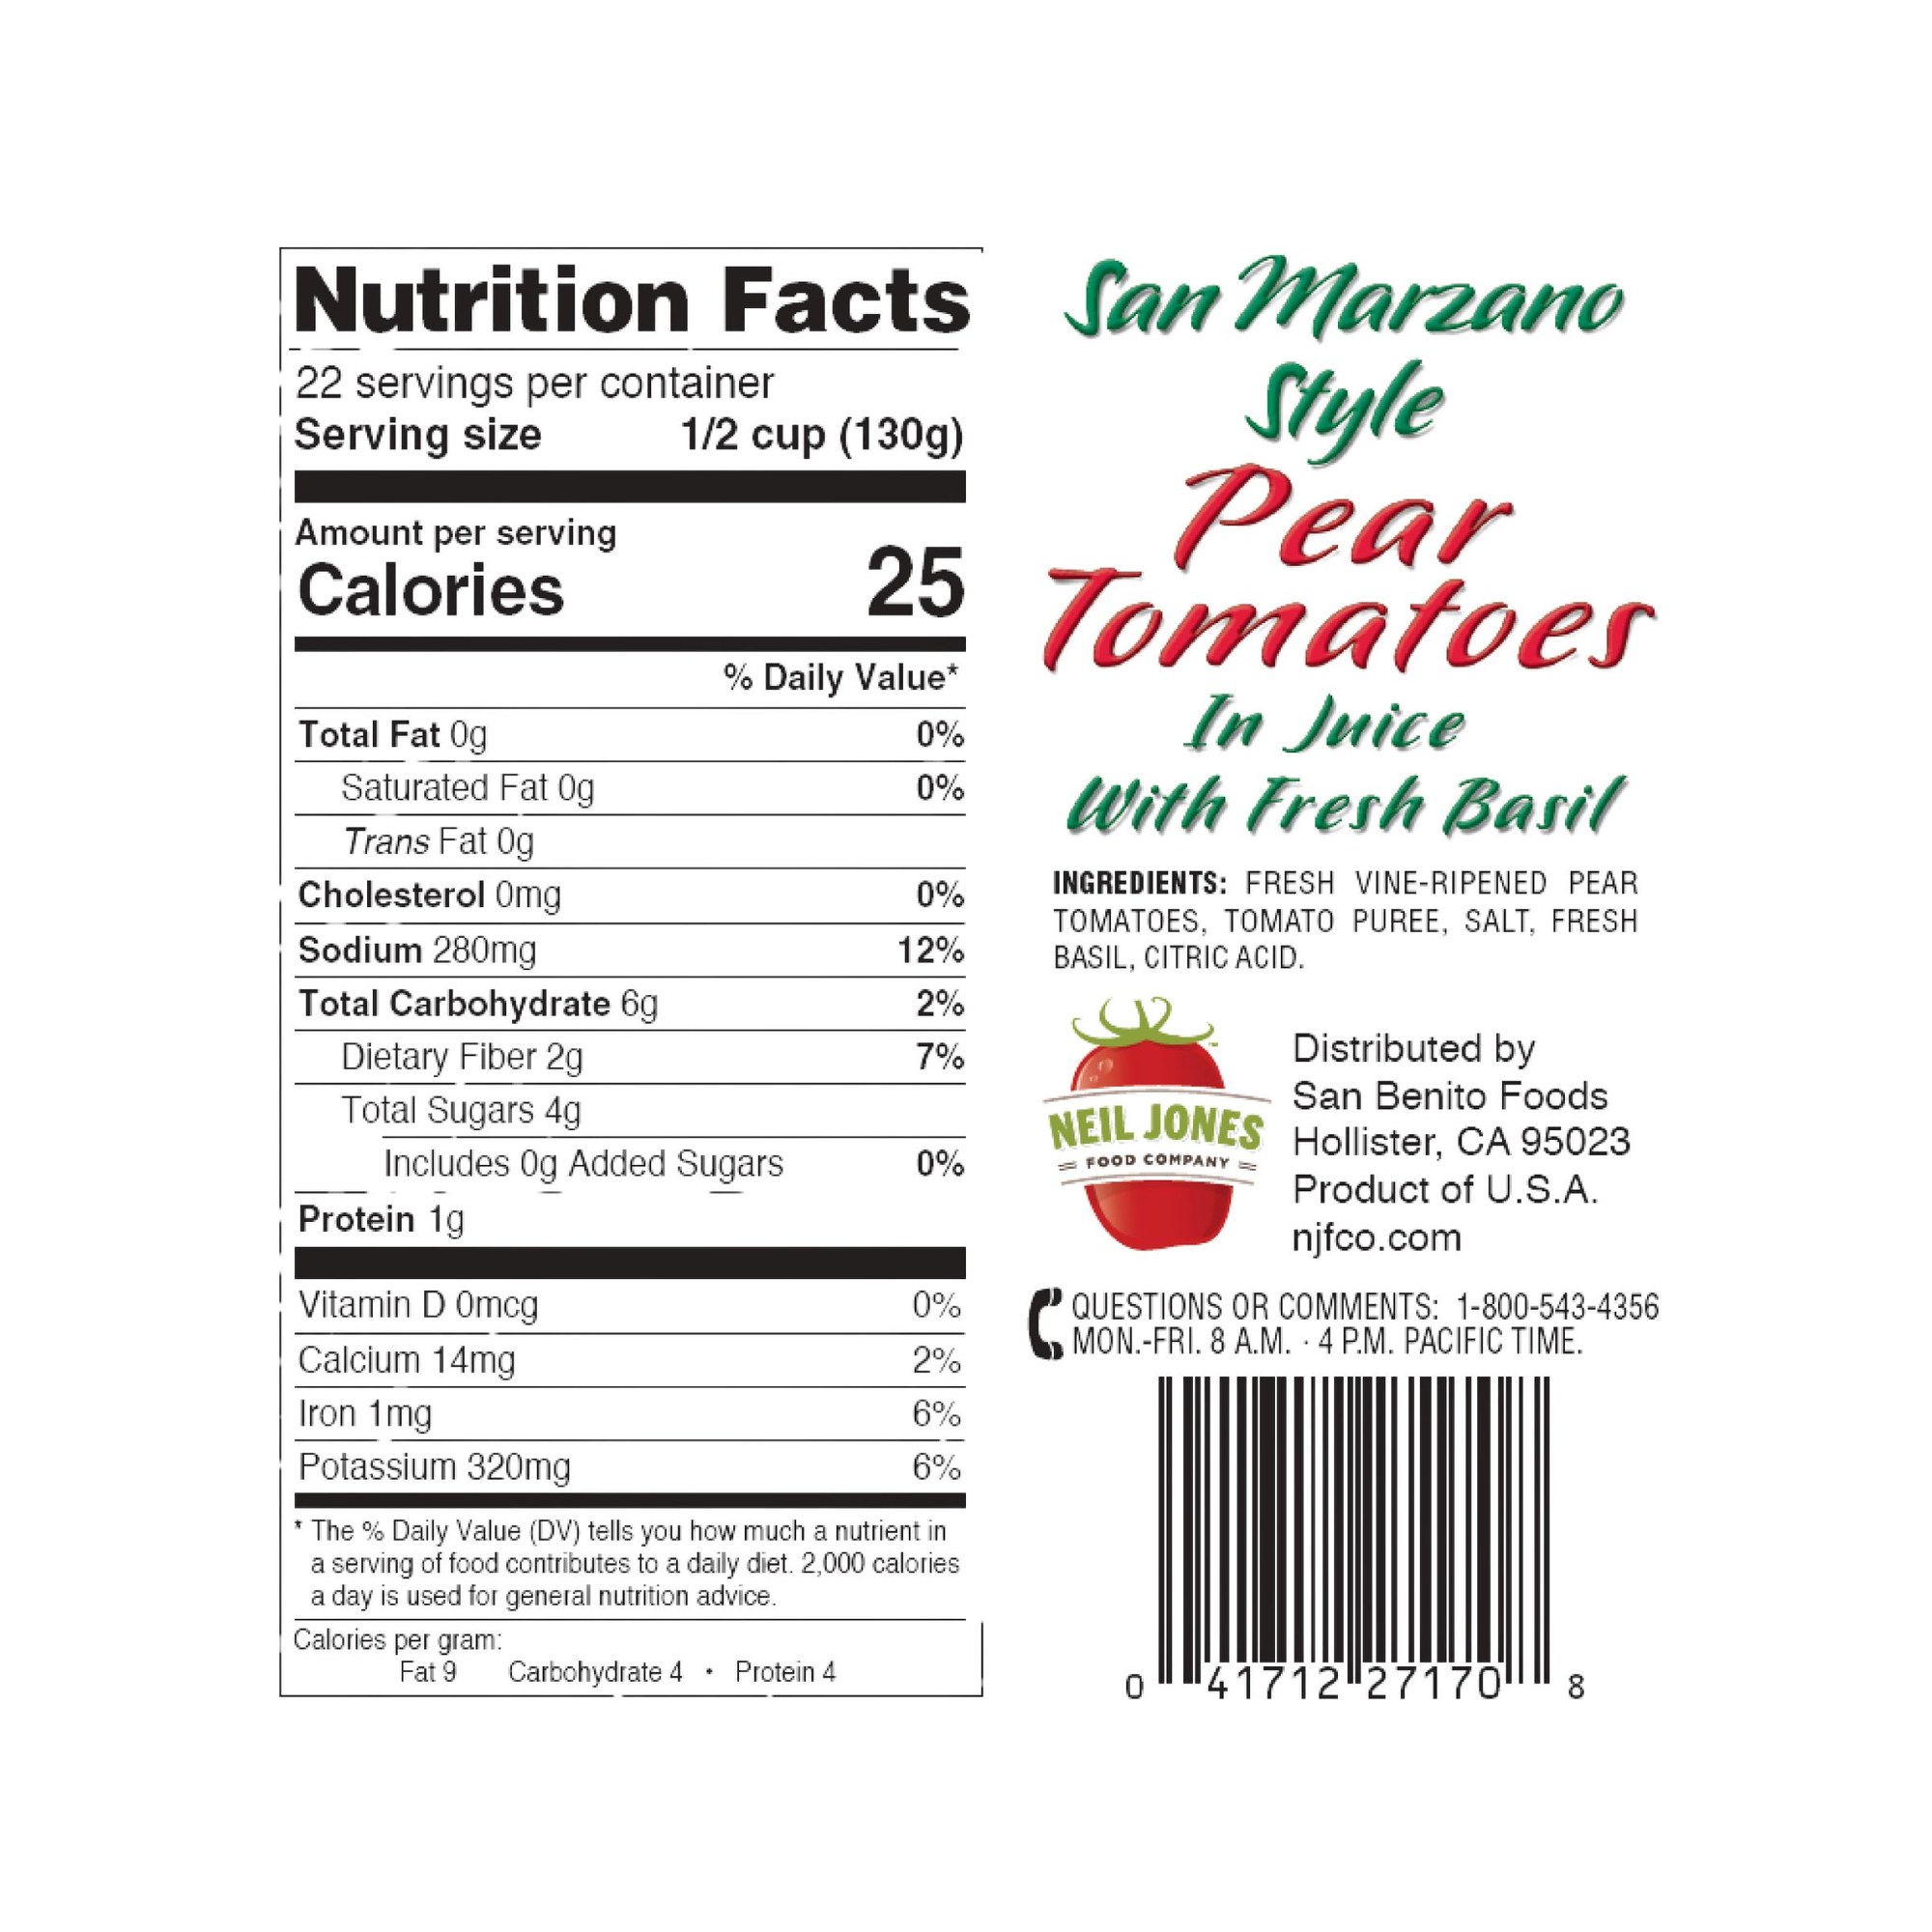 Nutrition Facts
22 servings per container
Serving size 1/2 cup (130g)
Amount per serving
Calories 25
% Daily Value*
Total Fat 0g 0%
Saturated Fat 0g 0%
Trans Fat 0g
Cholesterol 0mg 0%
Sodium 280mg 12%
Total Carbohydrate 6g 2%
Dietary Fiber 2g 7%
Total Sugars 4g
Includes 0g Added Sugars 0%
Protein 1g
Vitamin D 0mcg 0%
Calcium 14mg 2%
Iron 1mg 6%
Potassium 320mg 6%
* The % Daily Value (DV) tells you how much a nutrient in
a serving of food contributes to a daily diet. 2,000 calories
a day is used for general nutrition advice.
Calories per gram:
Fat 9 Carbohydrate 4 • Protein 4
San Marzano
Style
Pear
Tomatoes
In Juice
With Fresh Basil
INGREDIENTS: FRESH VINE-RIPENED PEAR
TOMATOES, TOMATO PUREE, SALT, FRESH
BASIL, CITRIC ACID.
NEIL JONES
FOOD COMPANY
Distributed by
San Benito Foods
Hollister, CA 95023
Product of U.S.A.
njfco.com
QUESTIONS OR COMMENTS: 1-800-543-4356
MON.-FRI. 8 A.M. · 4 P.M. PACIFIC TIME.
0 41712 27170 8